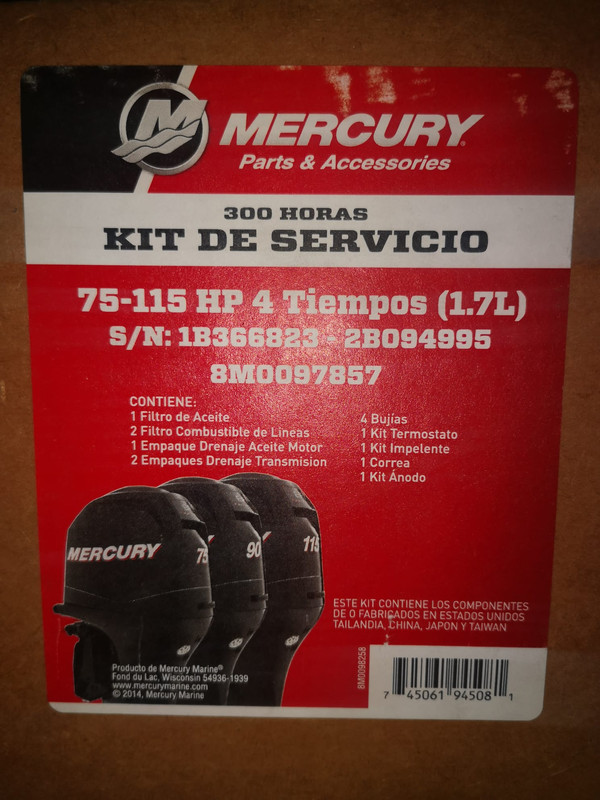 MERCURY
Parts & Accessories
300 HORAS
KIT DE SERVICIO
75-115 HP 4 Tiempos (1.7L)
S/N: 1B366823 - 2B094995
8M0097857
CONTIENE:
1 Filtro de Aceite
2 Filtro Combustible de Lineas
1 Empaque Drenaje Aceite Motor
2 Empaques Drenaje Transmision
4 Bujías
1 Kit Termostato
1 Kit Impelente
1 Correa
1 Kit Ánodo
MERCURY 75 90 115
ESTE KIT CONTIENE LOS COMPONENTES
DE O FABRICADOS EN ESTADOS UNIDOS
TAILANDIA, CHINA, JAPON Y TAIWAN
Producto de Mercury Marine®
Fond du Lac, Wisconsin 54936-1939
www.mercurymarine.com
© 2014, Mercury Marine
8M0098258
7 45061 94508 1